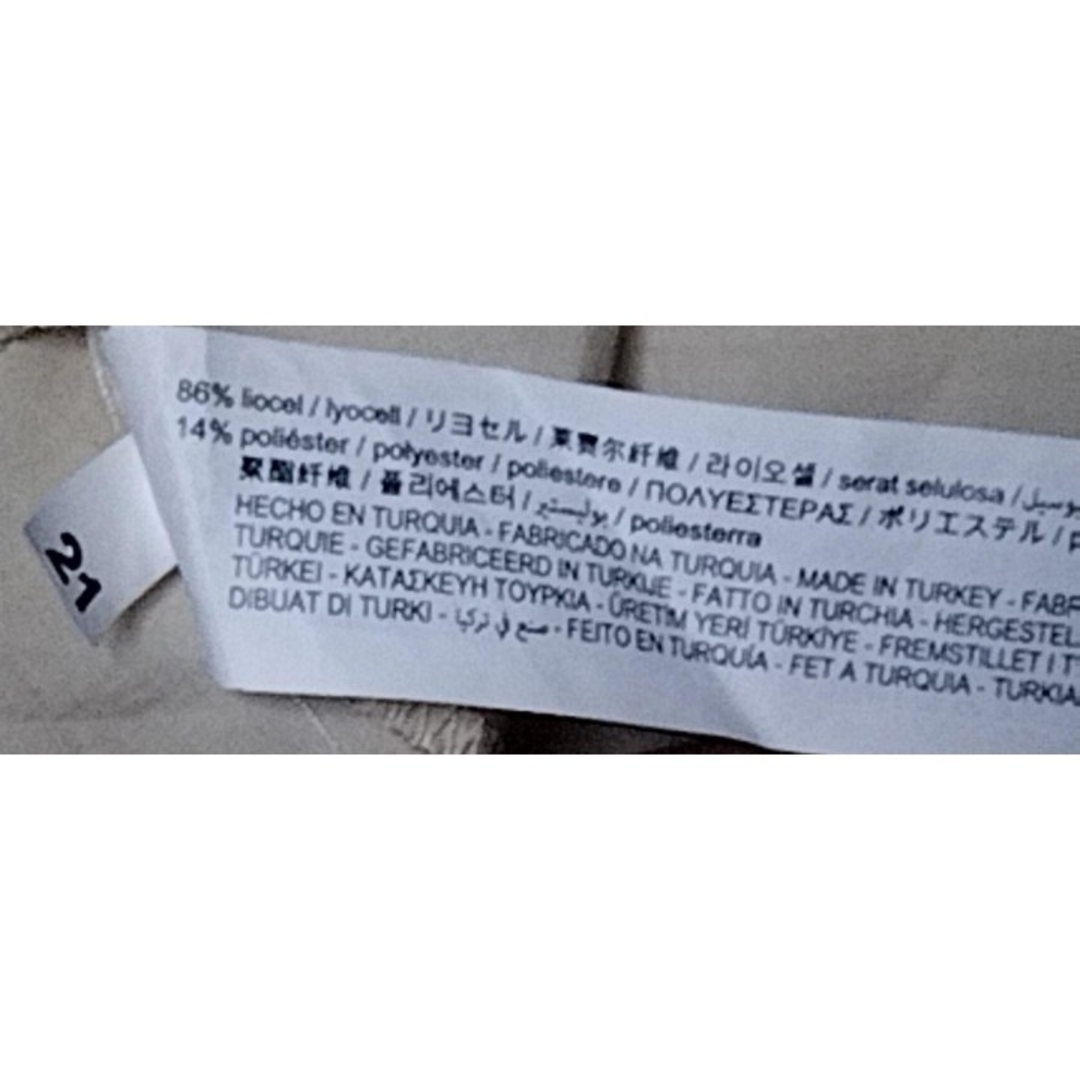 86% liocel / lyocell / リヨセル / 莱赛尔纤维 / 라이오셀 / serat selulosa /
14% poliéster / polyester / poliestere / ΠΟΛΥΕΣΤΕΡΑΣ / ポリエステル / p
聚酯纤维 / 폴리에스터 / بوليستير / poliesterra
HECHO EN TURQUIA - FABRICADO NA TURQUIA - MADE IN TURKEY - FABR
TURQUIE - GEFABRICEERD IN TURKIJE - FATTO IN TURCHIA - HERGESTEL
TÜRKEI - ΚΑΤΑΣΚΕΥΗ ΤΟΥΡΚΙΑ - ÜRETİM YERİ TÜRKİYE - FREMSTILLET I T
DIBUAT DI TURKI - صنع في تركيا - FEITO EN TURQUÍA - FET A TURQUIA - TURKIA
21